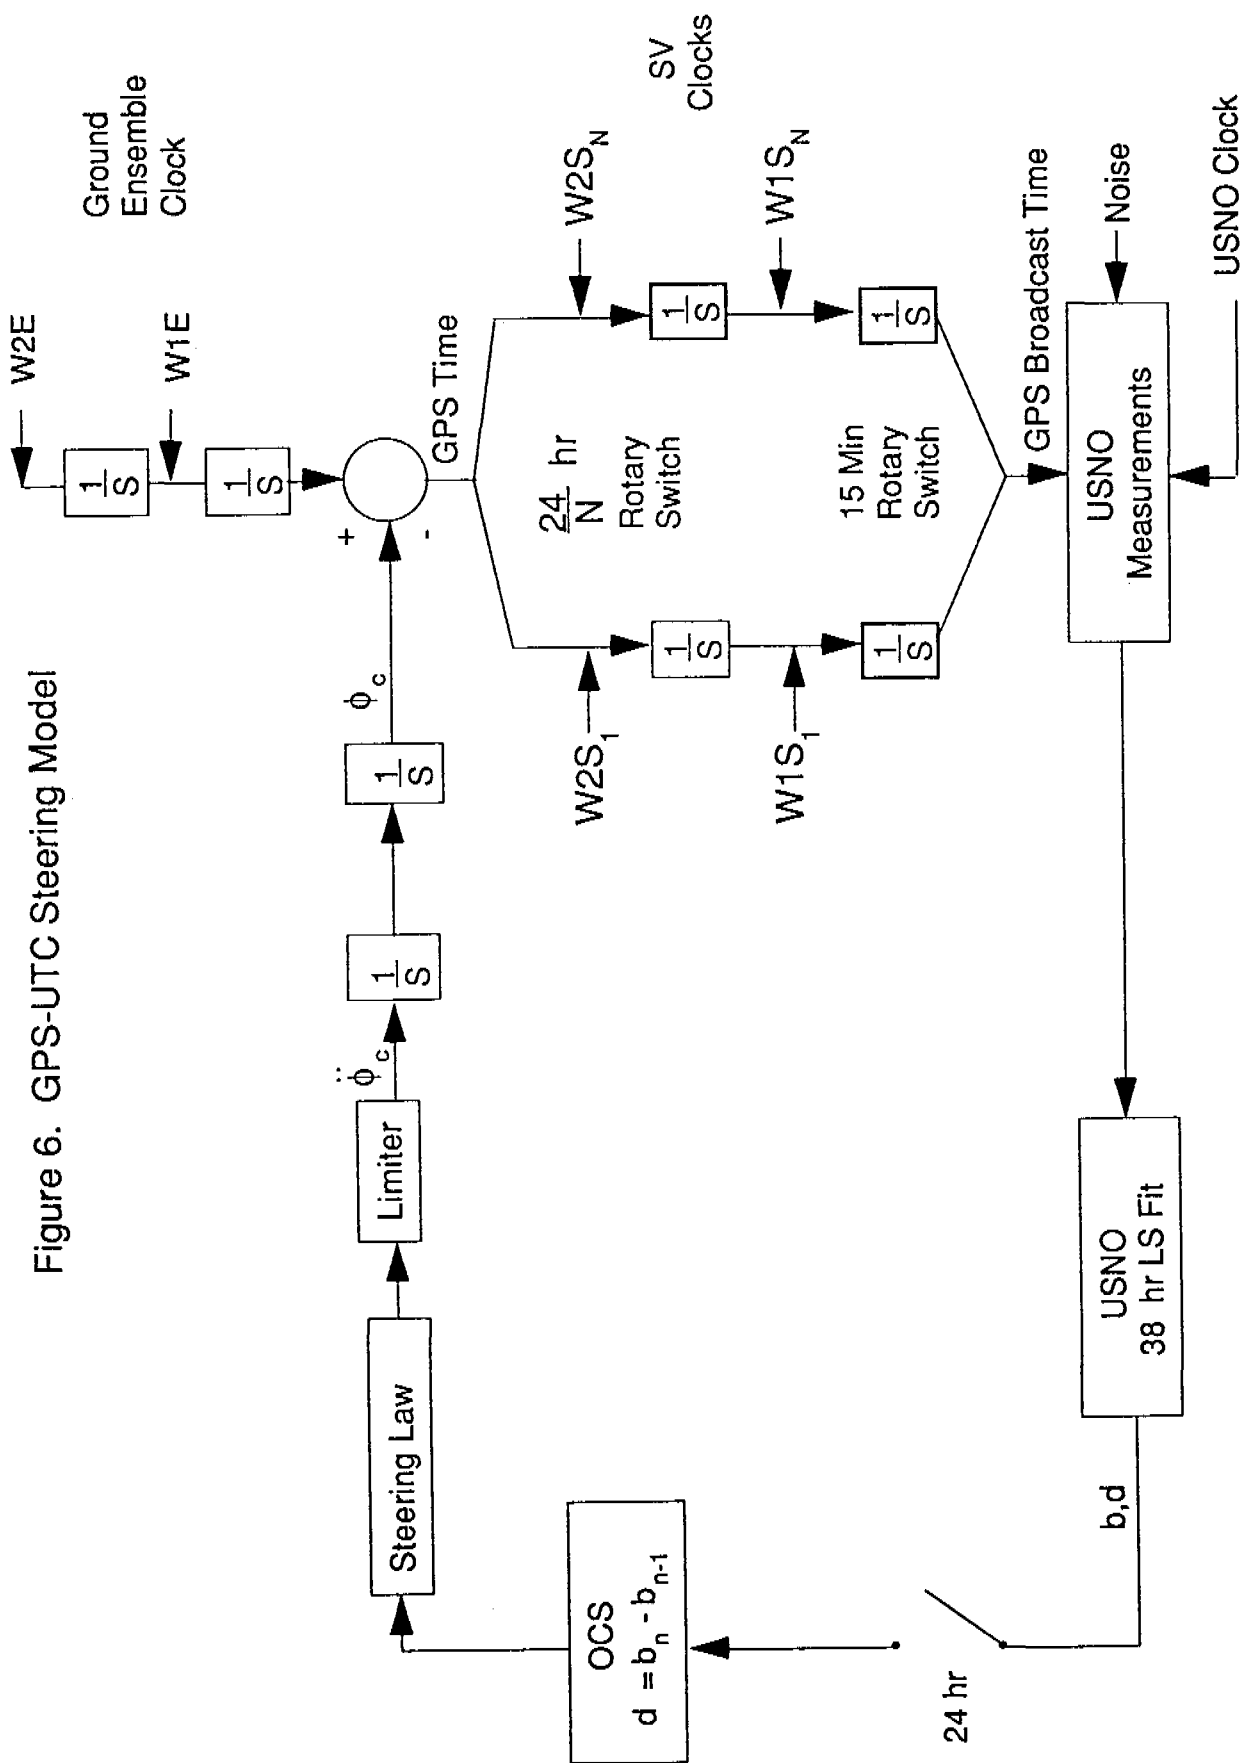 Figure 6. GPS-UTC Steering Model
W2E
1
S
W1E
1
S
Ground
Ensemble
Clock
+
-
GPS Time
ϕc
1
S
1
S
ϕ̈c
Limiter
Steering Law
OCS
d = bn - bn-1
24 hr
b,d
USNO
38 hr LS Fit
24 hr
N
Rotary
Switch
W2S1
1
S
W1S1
1
S
W2SN
1
S
W1SN
1
S
SV
Clocks
15 Min
Rotary
Switch
GPS Broadcast Time
USNO
Measurements
Noise
USNO Clock